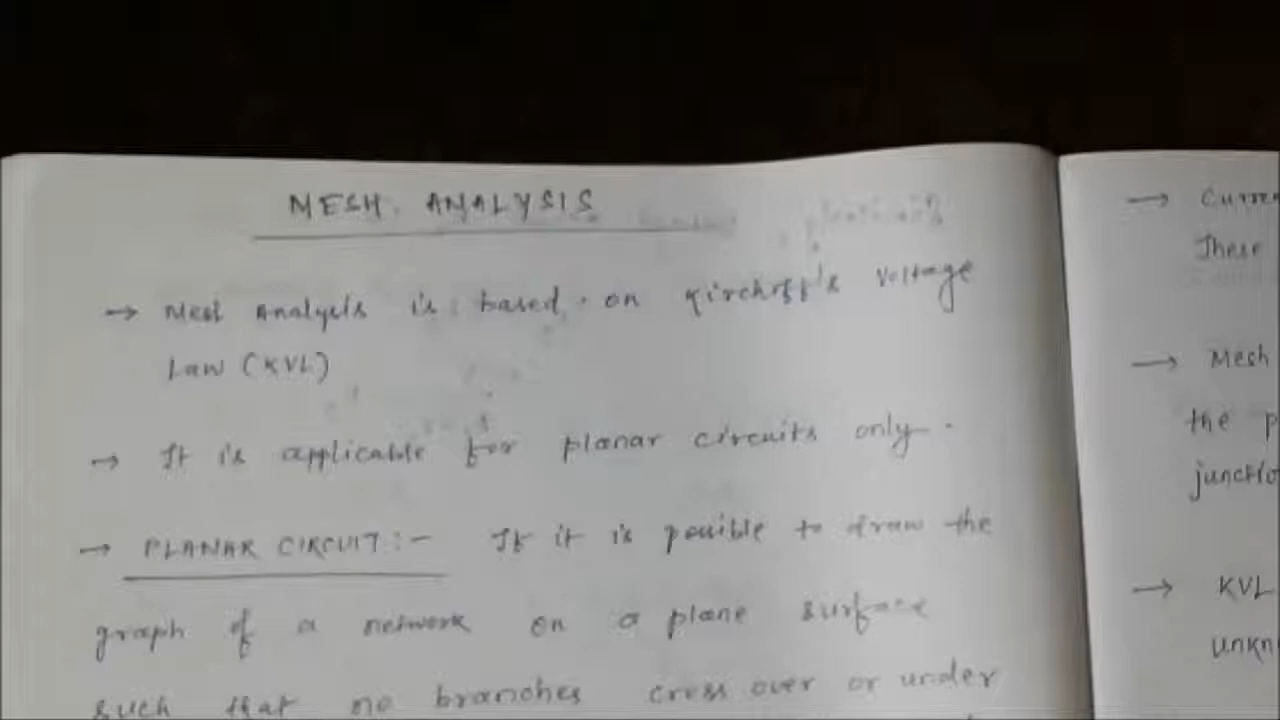 MESH. ANALYSIS
→ Mesh Analysis is based on Kirchoff's Voltage
Law (KVL)
→ It is applicable for planar circuits only.
→ PLANAR CIRCUIT :- If it is possible to draw the
graph of a network on a plane surface
such that no branches cross over or under
→
These
→ Mesh
the
→ KVL